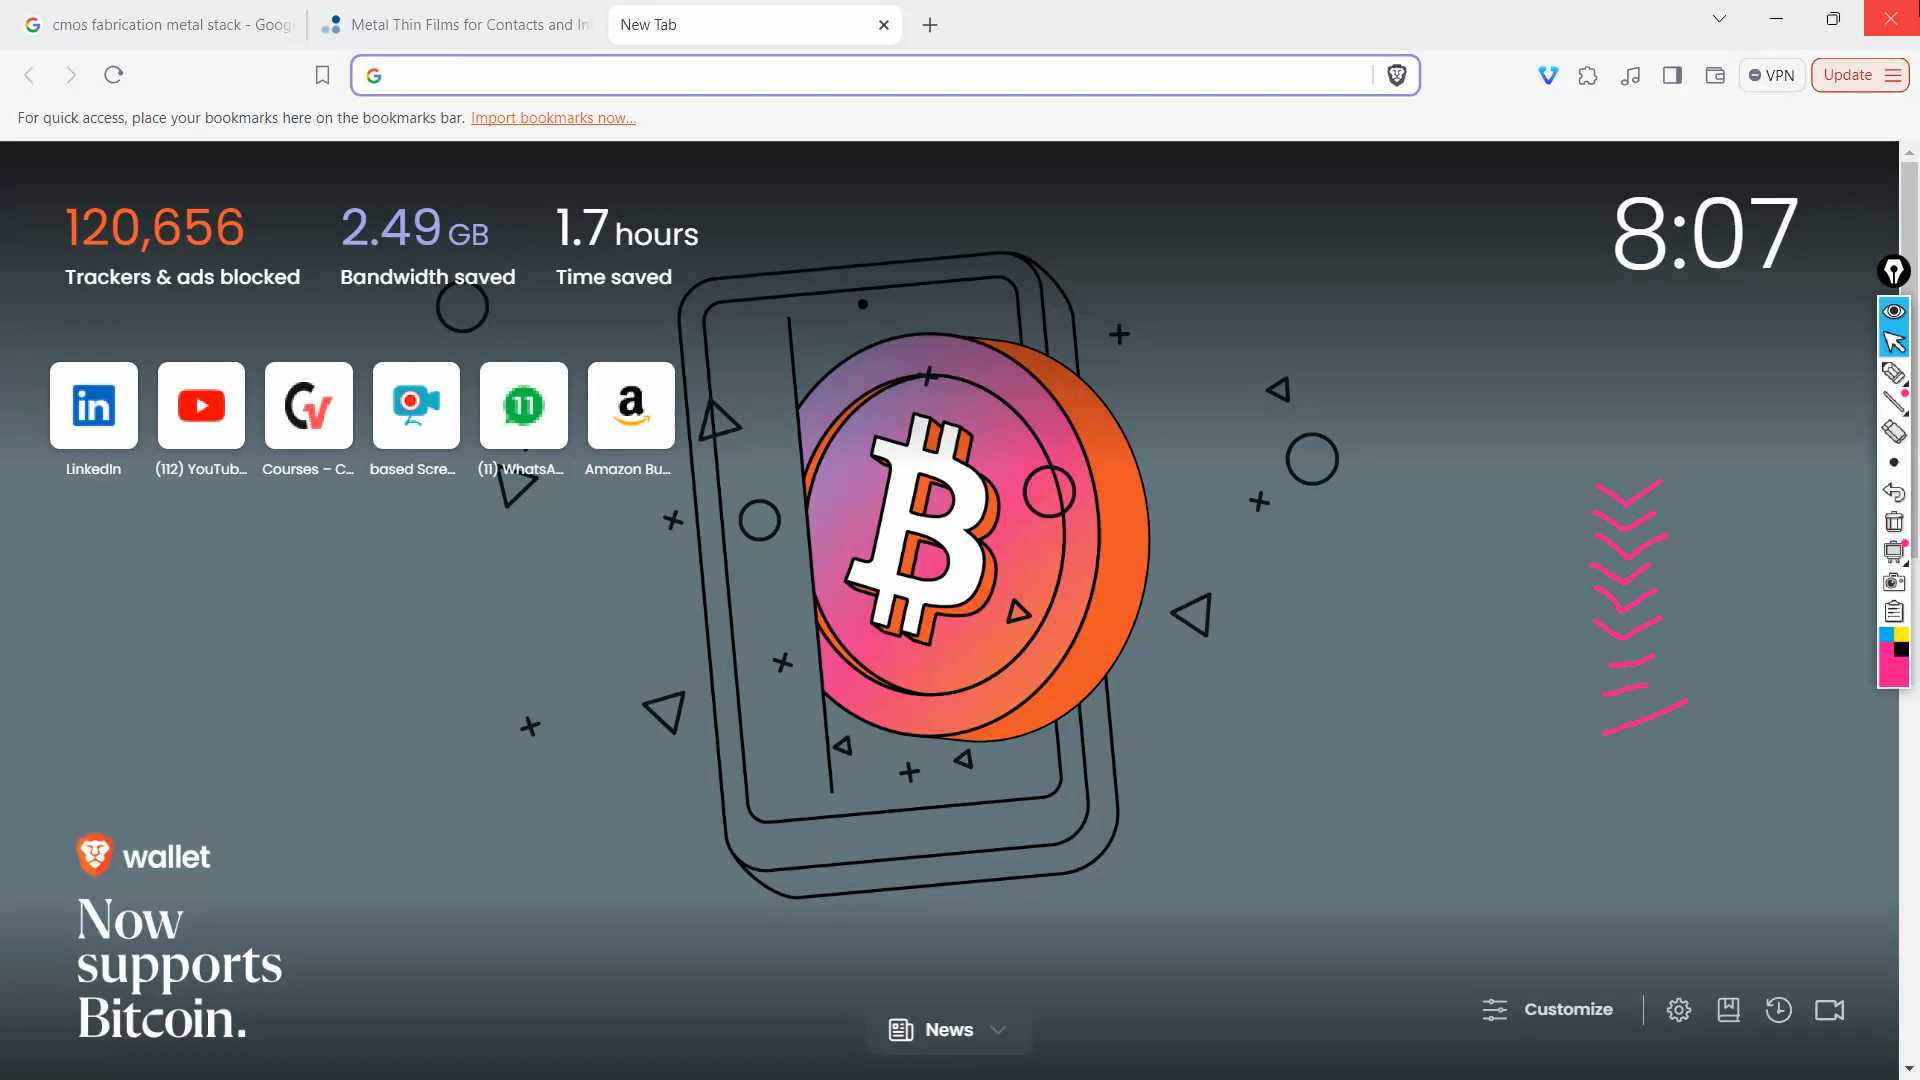 cmos fabrication metal stack - Goog
Metal Thin Films for Contacts and In
New Tab
VPN
Update
For quick access, place your bookmarks here on the bookmarks bar. Import bookmarks now...
120,656
Trackers & ads blocked
2.49 GB
Bandwidth saved
1.7 hours
Time saved
8:07
LinkedIn
(112) YouTub...
Courses – C...
based Scre...
(11) WhatsA...
Amazon Bu...
wallet
Now
supports
Bitcoin.
News
Customize